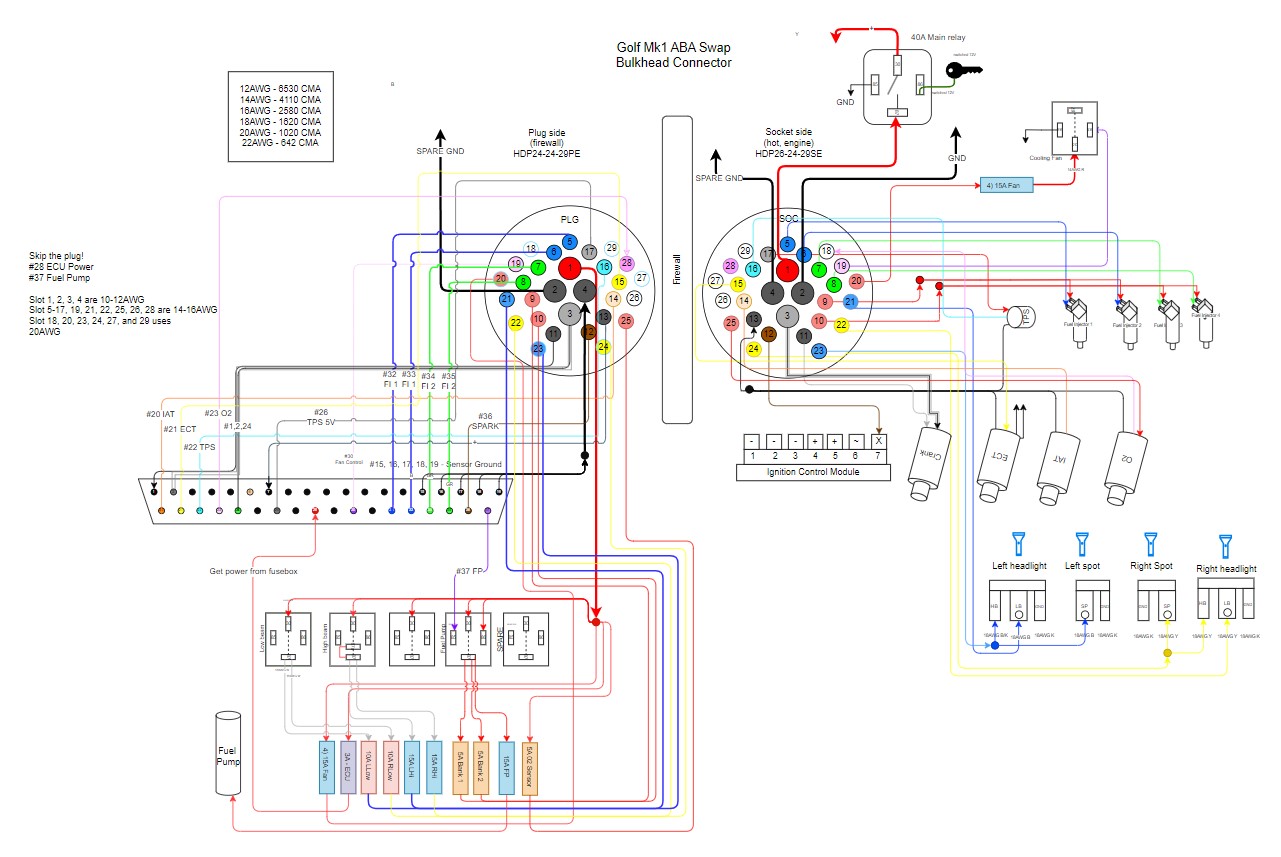 Golf Mk1 ABA Swap
Bulkhead Connector
12AWG - 6530 CMA
14AWG - 4110 CMA
16AWG - 2580 CMA
18AWG - 1620 CMA
20AWG - 1020 CMA
22AWG - 642 CMA
Plug side
(firewall)
HDP24-24-29PE
Socket side
(hot, engine)
HDP26-24-29SE
40A Main relay
switched 12V
switched 12V
GND
GND
SPARE GND
SPARE GND
Cooling Fan
4) 15A Fan
Firewall
PLG
5
18
6
17
29
19
7
1
16
28
20
8
15
27
21
9
2
4
14
26
22
10
3
13
25
11
12
23
24
SOC
5
29
17
6
18
28
16
1
7
19
27
15
8
20
26
14
4
2
9
21
25
13
3
10
22
12
11
24
23
Skip the plug!
#28 ECU Power
#37 Fuel Pump
Slot 1, 2, 3, 4 are 10-12AWG
Slot 5-17, 19, 21, 22, 25, 26, 28 are 14-16AWG
Slot 18, 20, 23, 24, 27, and 29 uses
20AWG
#32
FI 1
#33
FI 1
#34
FI 2
#35
FI 2
#20 IAT
#21 ECT
#22 TPS
#23 O2
#1,2,24
#26
TPS 5V
#36
SPARK
#30
Fan Control
#15, 16, 17, 18, 19 - Sensor Ground
TPS
Fuel Injector 1
Fuel Injector 2
Fuel Injector 4
- - - + + ~ X
1 2 3 4 5 6 7
Ignition Control Module
Crank
ECT
IAT
O2
Get power from fusebox
#37 FP
Low beam
High beam
Fuel Pump
SPARE
Fuel
Pump
4) 15A Fan
3A - ECU
10A LLow
10A RLow
15A LHi
15A RHi
5A Bank 1
5A Bank 2
15A FP
5A O2 Sensor
Left headlight
Left spot
Right Spot
Right headlight
HB
LB
GND
SP
GND
GND
SP
HB
LB
GND
16AWG B/K
16AWG B
16AWG K
16AWG B
16AWG K
16AWG K
16AWG Y
16AWG Y
16AWG Y
16AWG K